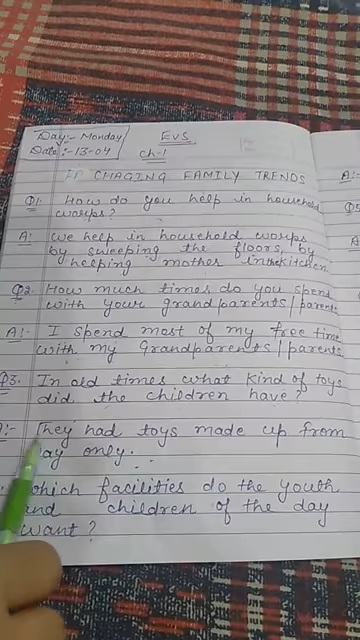 Day:- Monday
Date:- 13-04
EVS
Ch-1
CHAGING FAMILY TRENDS
Q1:- How do you help in household
worps?
A:- We help in household worps
by sweeping the floors, by
helping mother in the kitchen
Q2:- How much times do you spend
with your grandparents/parents
A:- I spend most of my free time
with my grandparents/parents
Q3:- In old times what kind of toys
did the children have?
A:- They had toys made up from
lay only.
which facilities do the youth
and children of the day
want?
A:-